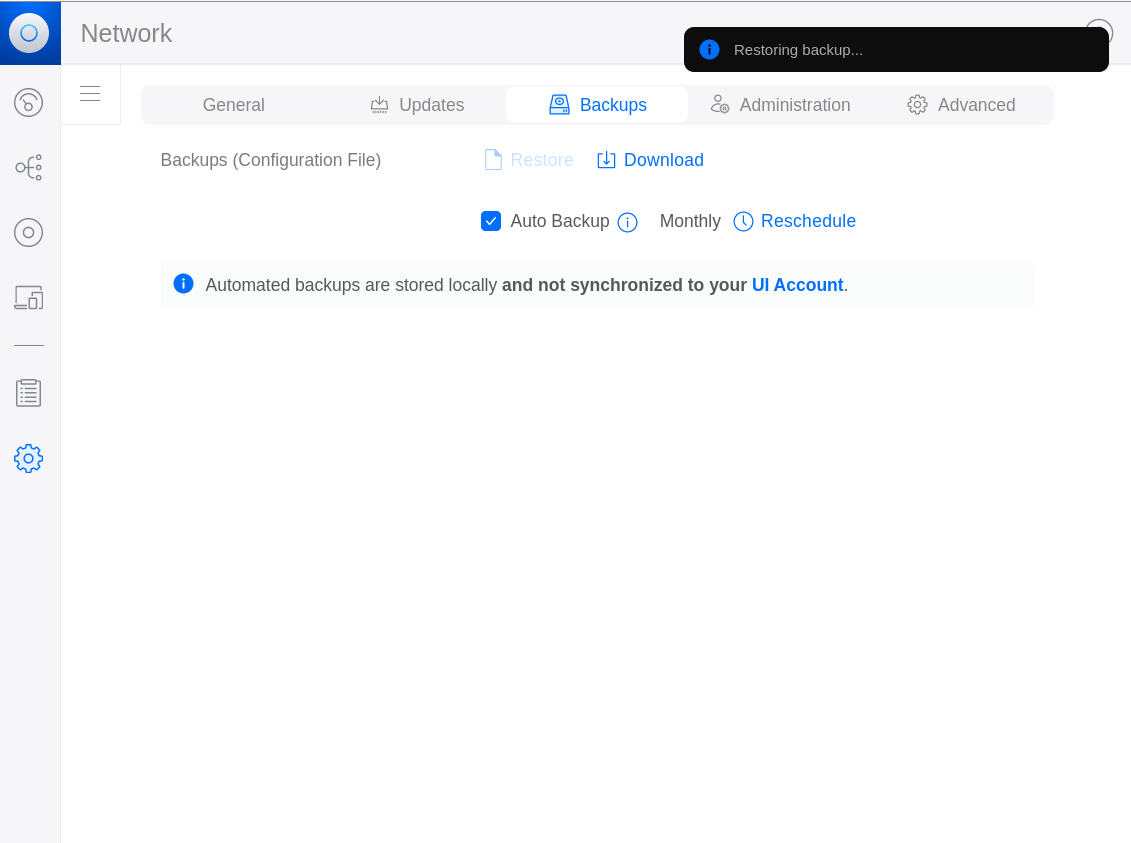 Network
Restoring backup...
General
Updates
Backups
Administration
Advanced
Backups (Configuration File)
Restore
Download
Auto Backup
Monthly
Reschedule
Automated backups are stored locally and not synchronized to your UI Account.